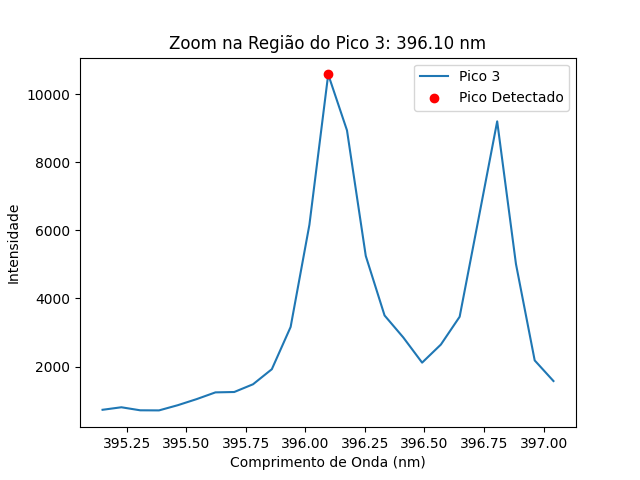 Zoom na Região do Pico 3: 396.10 nm
Pico 3
Pico Detectado
Intensidade
10000
8000
6000
4000
2000
395.25 395.50 395.75 396.00 396.25 396.50 396.75 397.00
Comprimento de Onda (nm)